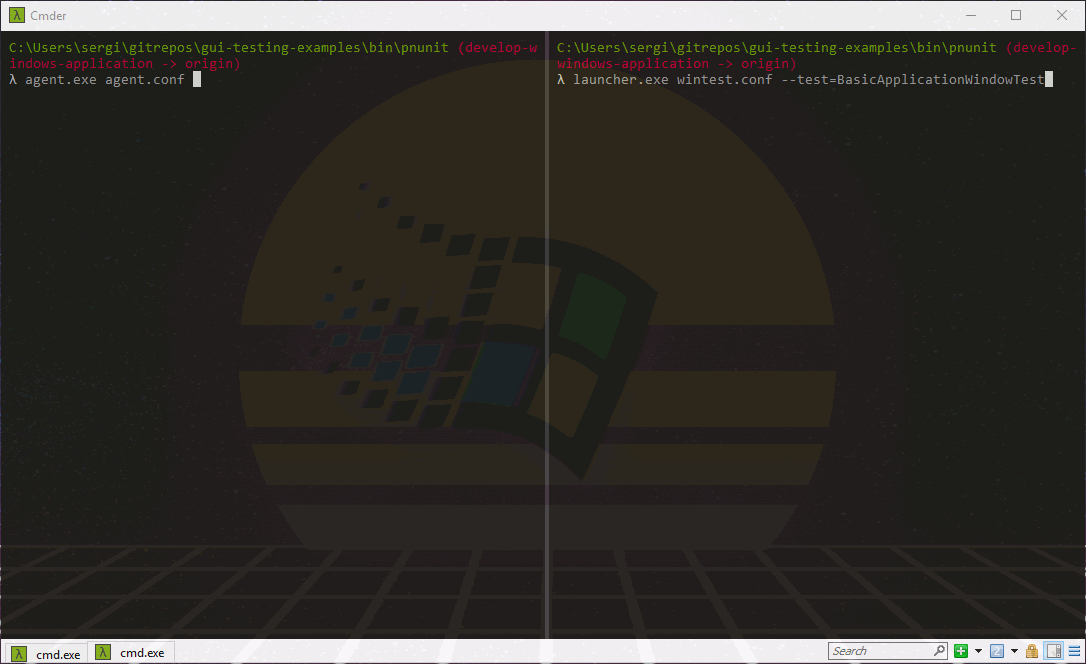 Cmder
C:\Users\sergi\gitrepos\gui-testing-examples\bin\pnunit (develop-w
indows-application -> origin)
λ agent.exe agent.conf
C:\Users\sergi\gitrepos\gui-testing-examples\bin\pnunit (develop-
windows-application -> origin)
λ launcher.exe wintest.conf --test=BasicApplicationWindowTest
λ cmd.exe
λ cmd.exe
Search